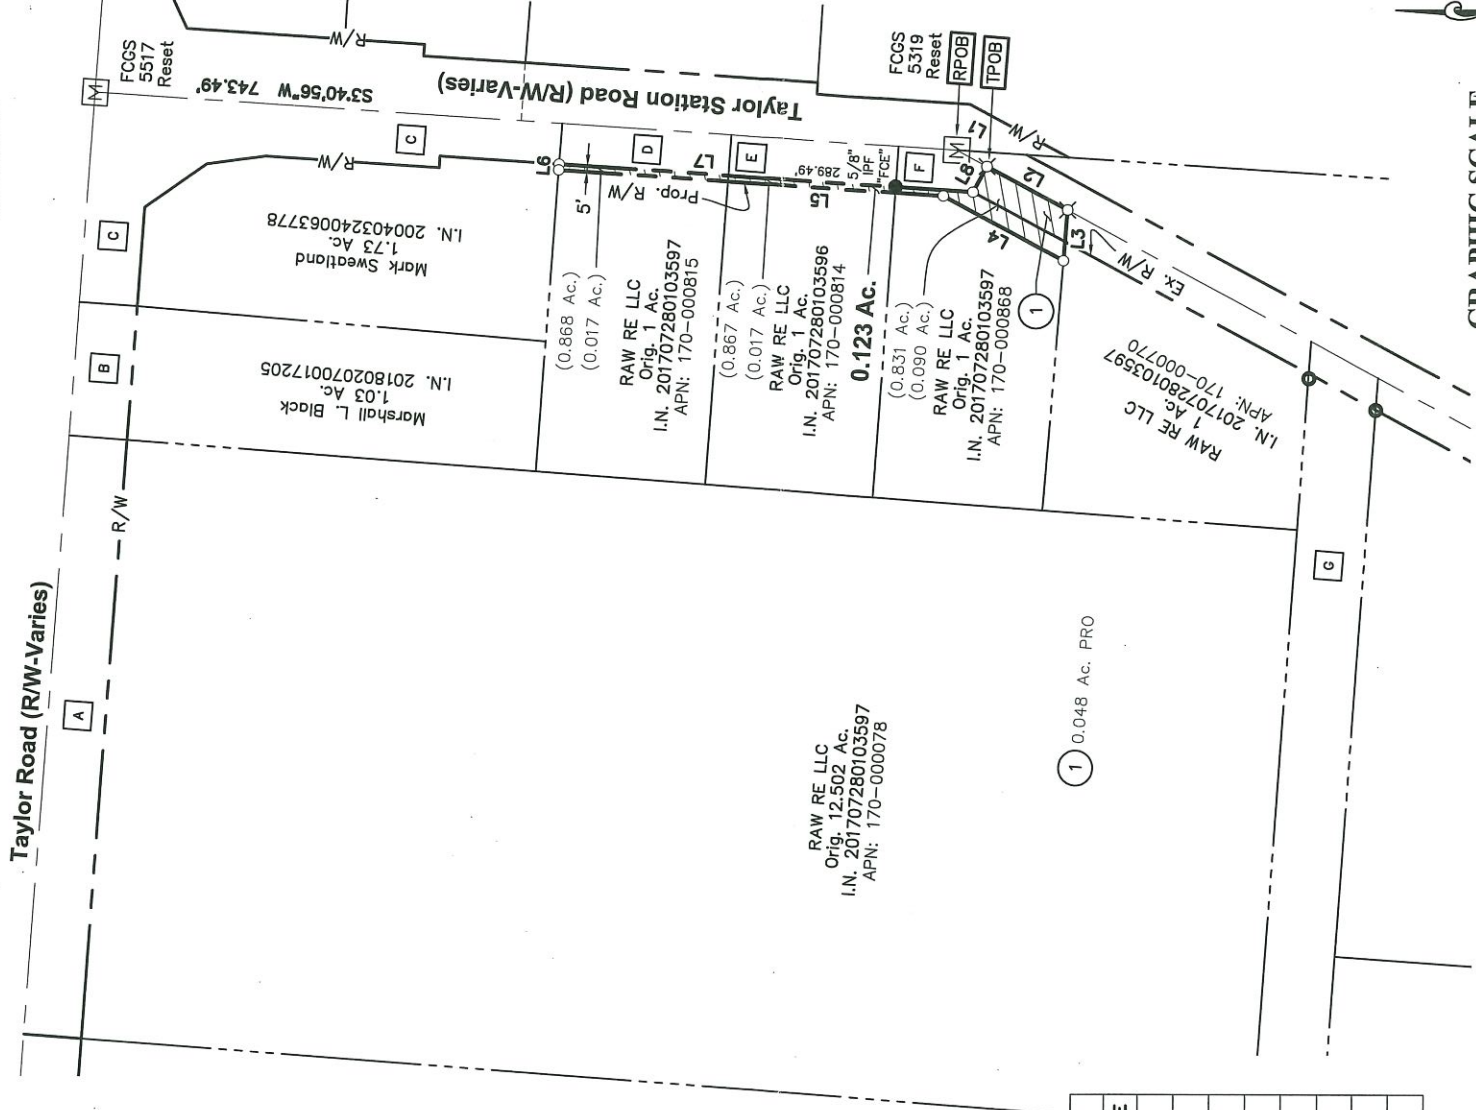 FCGS
5517
Reset
M
R/W
S3°40'56"W 743.49'
Taylor Station Road (R/W-Varies)
FCGS
5319
Reset
RPOB
TPOB
M
L1
R/W
C
R/W
L6
D
L7
E
289.49'
5/8"
IPF
"FCE"
F
L8
L2
C
Mark Sweatland
1.73 Ac.
I.N. 200403240063778
5'
Prop. R/W
L5
L4
L3
Ex. R/W
B
Marshall L. Black
1.03 Ac.
I.N. 201802070017205
(0.868 Ac.)
(0.017 Ac.)
RAW RE LLC
Orig. 1 Ac.
I.N. 201707280103597
APN: 170-000815
(0.867 Ac.)
(0.017 Ac.)
RAW RE LLC
Orig. 1 Ac.
I.N. 201707280103596
APN: 170-000814
0.123 Ac.
(0.831 Ac.)
(0.090 Ac.)
RAW RE LLC
Orig. 1 Ac.
I.N. 201707280103597
APN: 170-000868
1
RAW RE LLC
1 Ac.
I.N. 201707280103597
APN: 170-000770
R/W
Taylor Road (R/W-Varies)
A
G
RAW RE LLC
Orig. 12.502 Ac.
I.N. 201707280103597
APN: 170-000078
1 0.048 Ac. PRO
GRAPHIC SCALE
E